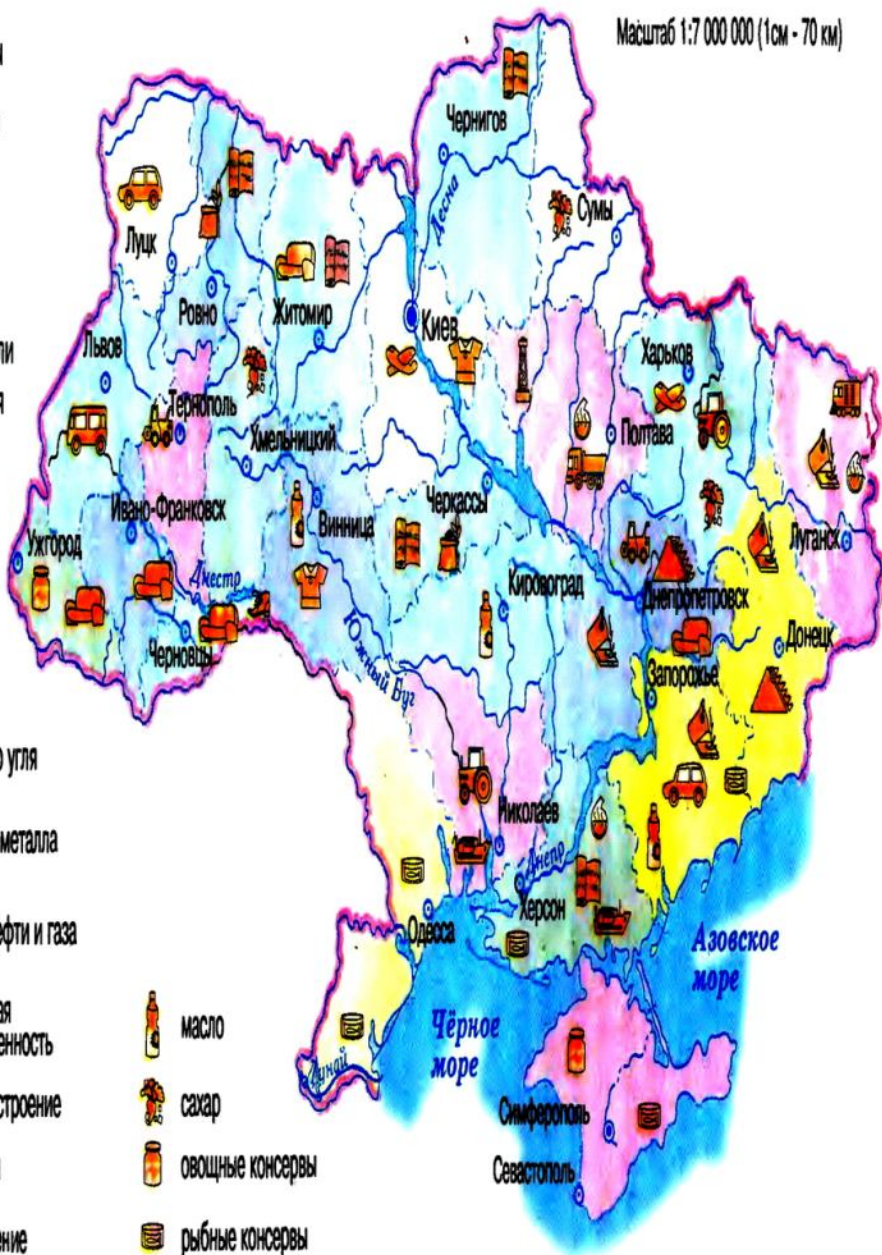 Масштаб 1:7 000 000 (1см - 70 км)
Чернигов
Десна
Сумы
Луцк
Ровно
Житомир
Киев
Львов
Харьков
Тернополь
Полтава
Хмельницкий
Черкассы
Ивано-Франковск
Винница
Луганск
Ужгород
Днестр
Кировоград
Днепропетровск
Донецк
Черновцы
Запорожье
Южный Буг
угля
Николаев
металла
Днепр
Херсон
Одесса
и газа
Азовское
море
масло
Чёрное
море
Дунай
сахар
Симферополь
овощные консервы
Севастополь
рыбные консервы